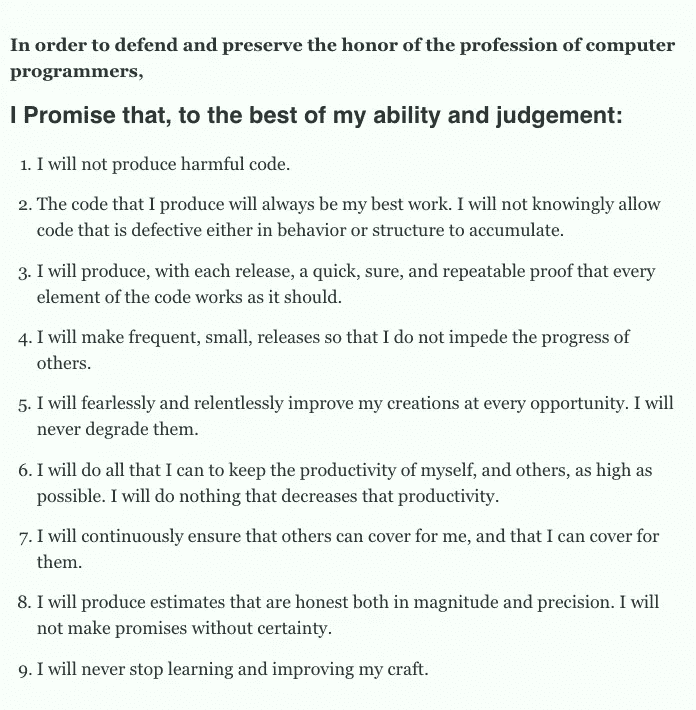 In order to defend and preserve the honor of the profession of computer
programmers,
I Promise that, to the best of my ability and judgement:
1. I will not produce harmful code.
2. The code that I produce will always be my best work. I will not knowingly allow
code that is defective either in behavior or structure to accumulate.
3. I will produce, with each release, a quick, sure, and repeatable proof that every
element of the code works as it should.
4. I will make frequent, small, releases so that I do not impede the progress of
others.
5. I will fearlessly and relentlessly improve my creations at every opportunity. I will
never degrade them.
6. I will do all that I can to keep the productivity of myself, and others, as high as
possible. I will do nothing that decreases that productivity.
7. I will continuously ensure that others can cover for me, and that I can cover for
them.
8. I will produce estimates that are honest both in magnitude and precision. I will
not make promises without certainty.
9. I will never stop learning and improving my craft.